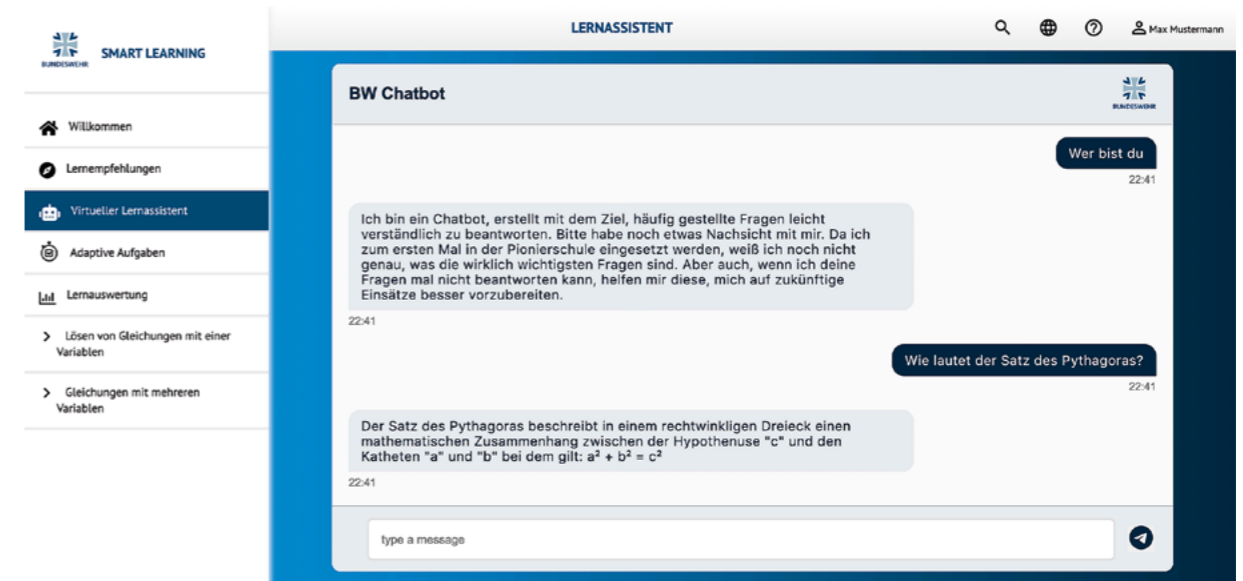 BUNDESWEHR
SMART LEARNING
LERNASSISTENT
Max Mustermann
Willkommen
Lernempfehlungen
Virtueller Lernassistent
Adaptive Aufgaben
Lernauswertung
Lösen von Gleichungen mit einer
Variablen
Gleichungen mit mehreren
Variablen
BW Chatbot
BUNDESWEHR
Wer bist du
22:41
Ich bin ein Chatbot, erstellt mit dem Ziel, häufig gestellte Fragen leicht
verständlich zu beantworten. Bitte habe noch etwas Nachsicht mit mir. Da ich
zum ersten Mal in der Pionierschule eingesetzt werden, weiß ich noch nicht
genau, was die wirklich wichtigsten Fragen sind. Aber auch, wenn ich deine
Fragen mal nicht beantworten kann, helfen mir diese, mich auf zukünftige
Einsätze besser vorzubereiten.
22:41
Wie lautet der Satz des Pythagoras?
22:41
Der Satz des Pythagoras beschreibt in einem rechtwinkligen Dreieck einen
mathematischen Zusammenhang zwischen der Hypothenuse "c" und den
Katheten "a" und "b" bei dem gilt: a² + b² = c²
22:41
type a message